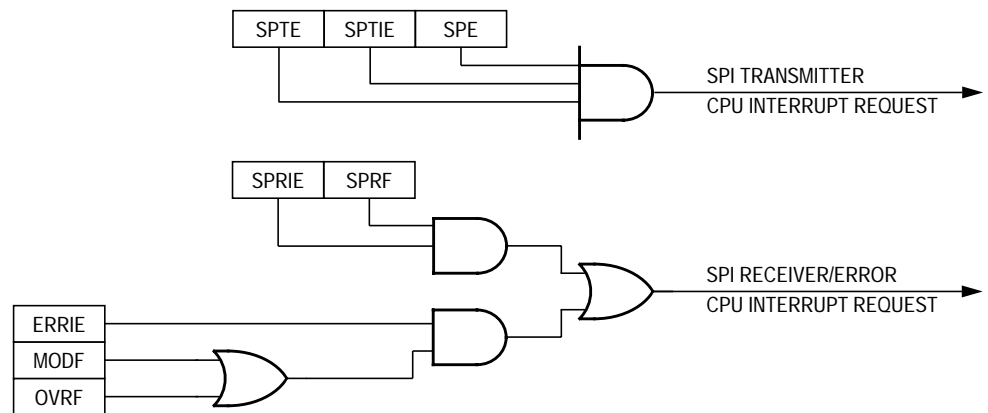 SPTE SPTIE SPE
SPI TRANSMITTER
CPU INTERRUPT REQUEST
SPRIE SPRF
SPI RECEIVER/ERROR
CPU INTERRUPT REQUEST
ERRIE
MODF
OVRF